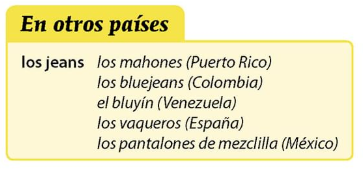 En otros países
los jeans los mahones (Puerto Rico)
los bluejeans (Colombia)
el bluyín (Venezuela)
los vaqueros (España)
los pantalones de mezclilla (México)